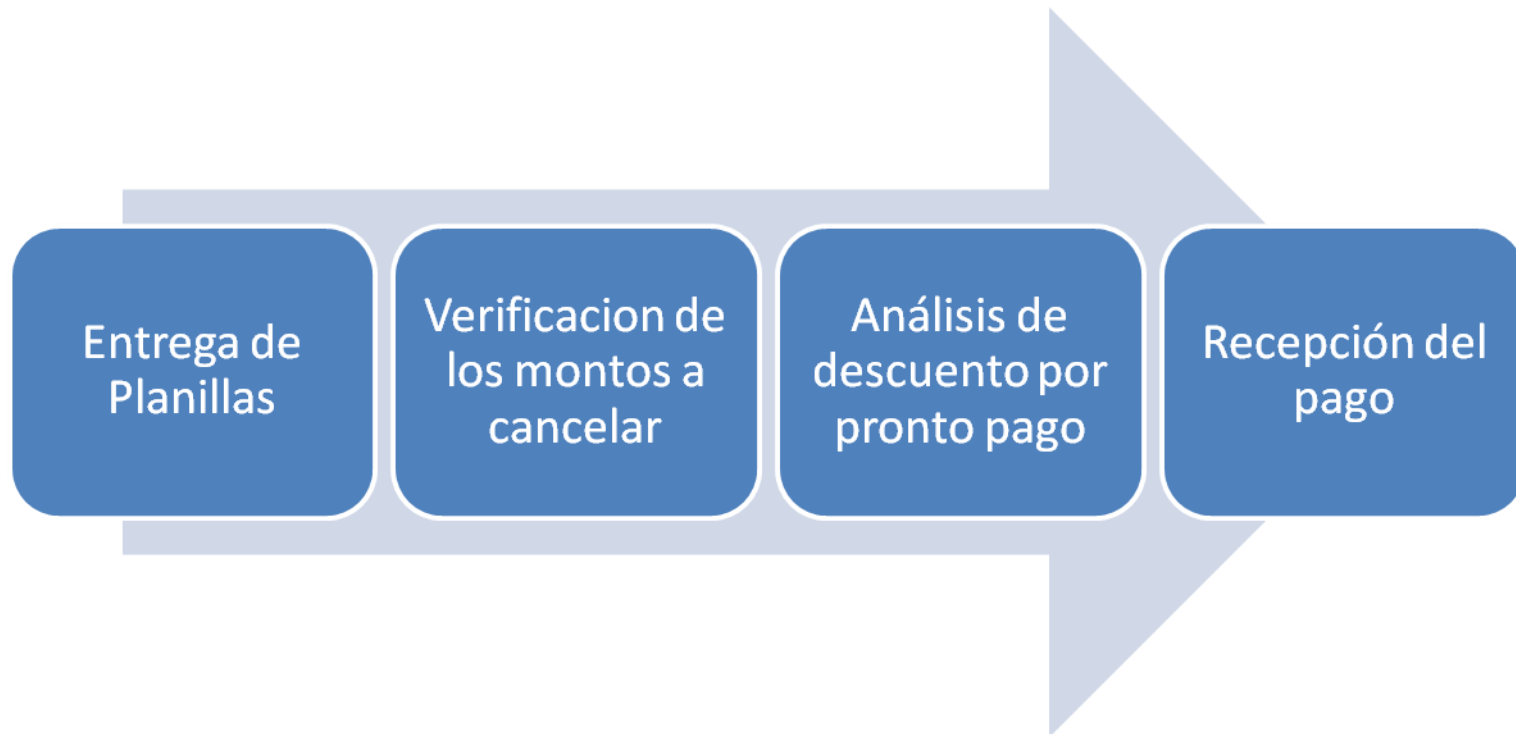 Entrega de
Planillas
Verificacion de
los montos a
cancelar
Análisis de
descuento por
pronto pago
Recepción del
pago